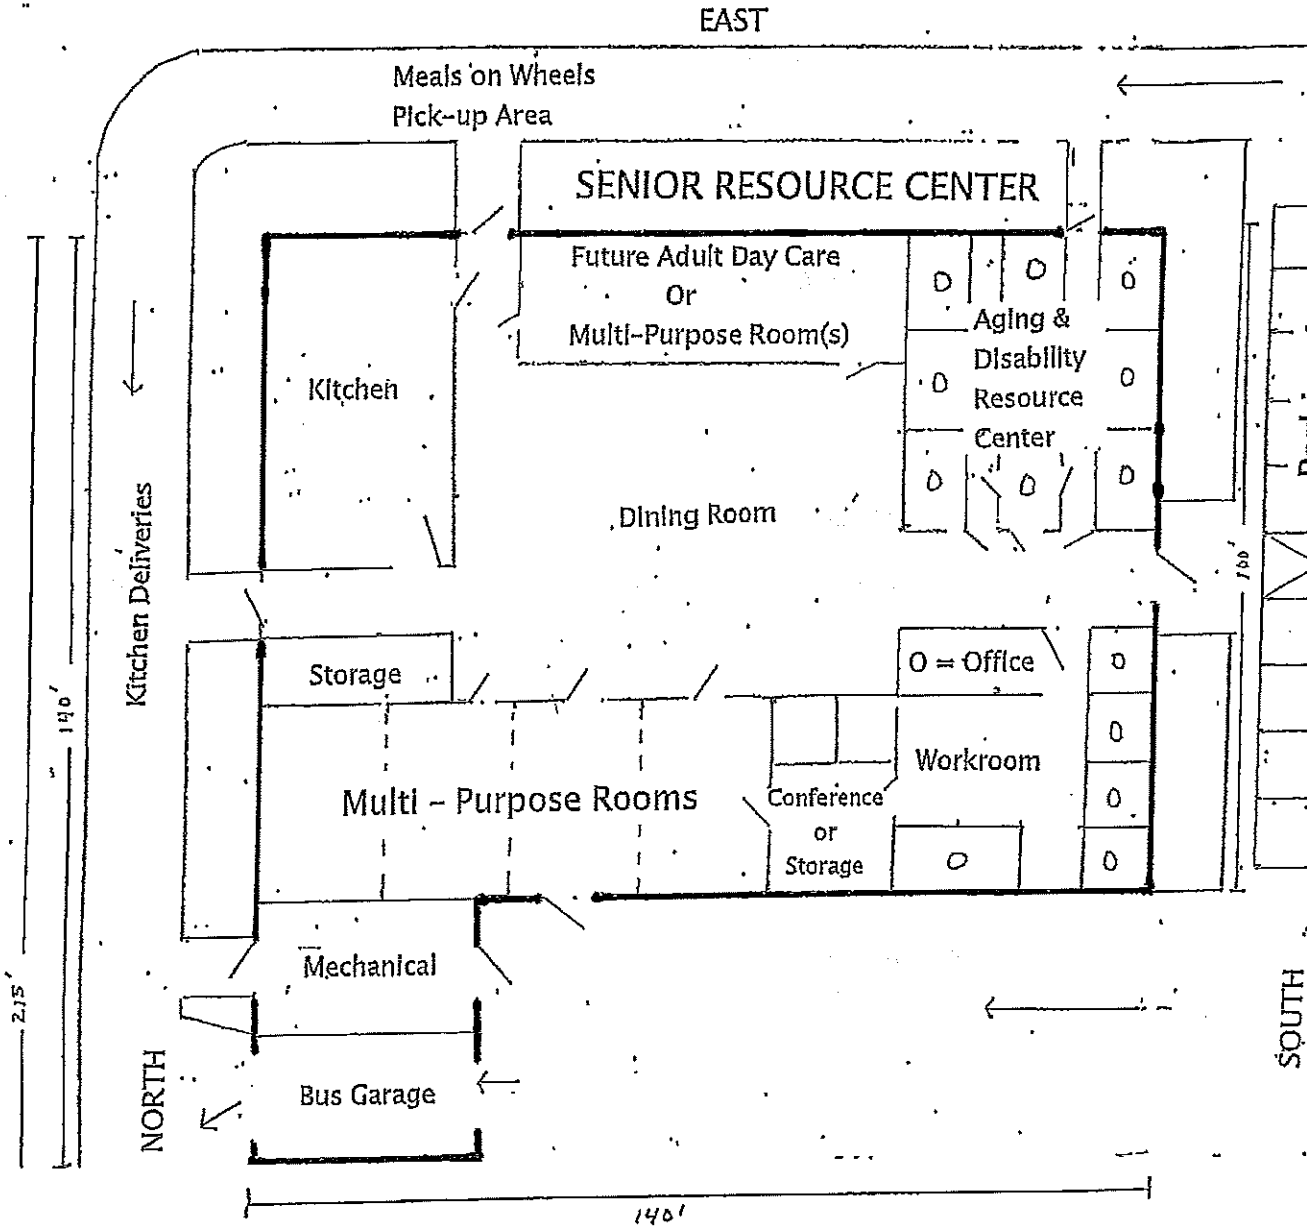 EAST
Meals on Wheels
Pick-up Area
SENIOR RESOURCE CENTER
Future Adult Day Care
Or
Multi-Purpose Room(s)
O
O
O
Aging &
Disability
Resource
Center
O
O
O
O
O
Kitchen
Dining Room
Kitchen Deliveries
Storage
O = Office
O
O
O
O
O
Workroom
Multi - Purpose Rooms
Conference
or
Storage
Mechanical
Bus Garage
NORTH
SOUTH
140'
215'
100'
140'